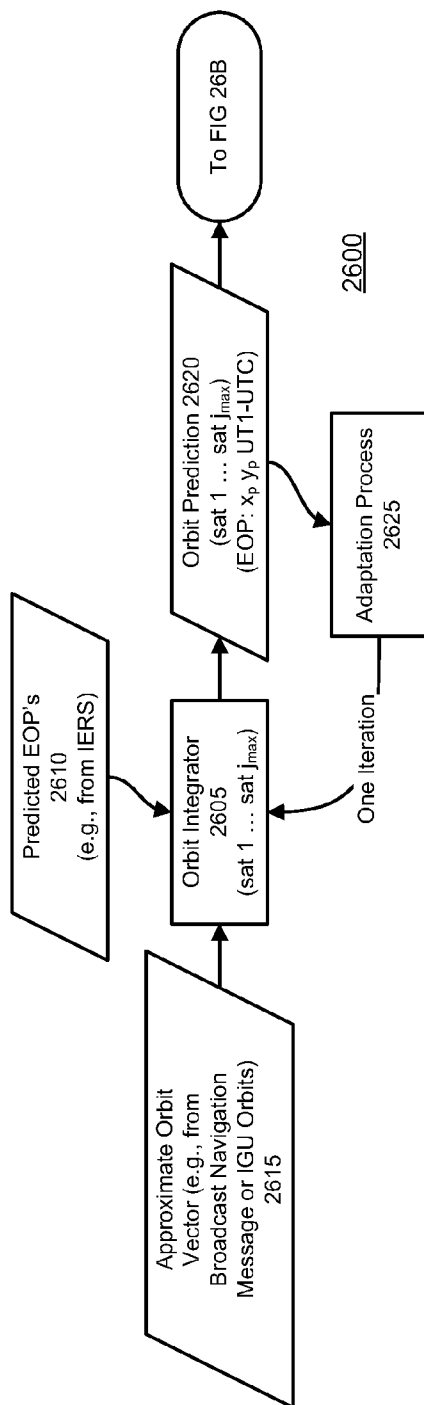 Predicted EOP's
2610
(e.g., from IERS)
Approximate Orbit
Vector (e.g., from
Broadcast Navigation
Message or IGU Orbits)
2615
Orbit Integrator
2605
(sat 1 ... sat jmax)
Orbit Prediction 2620
(sat 1 ... sat jmax)
(EOP: xp yp UT1-UTC)
To FIG 26B
Adaptation Process
2625
One Iteration
2600